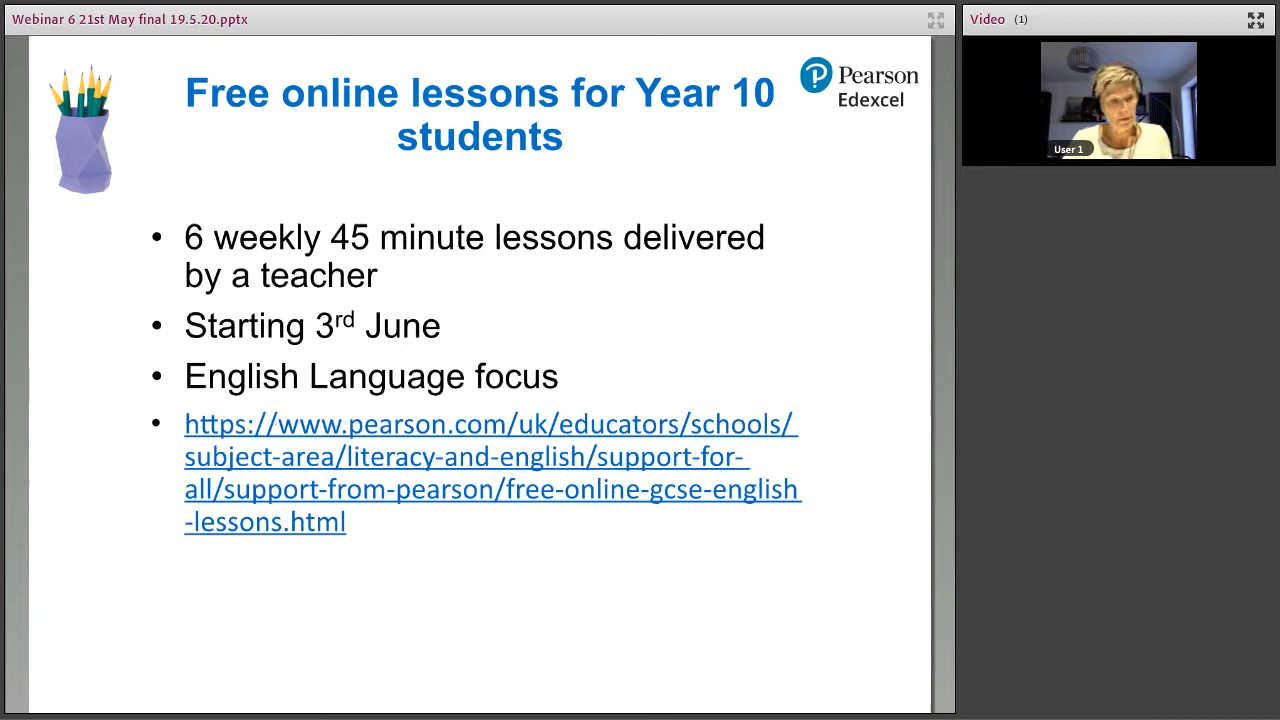 Webinar 6 21st May final 19.5.20.pptx
Video (1)
Free online lessons for Year 10
students
Pearson
Edexcel
User 1
• 6 weekly 45 minute lessons delivered
by a teacher
• Starting 3rd June
• English Language focus
• https://www.pearson.com/uk/educators/schools/
subject-area/literacy-and-english/support-for-
all/support-from-pearson/free-online-gcse-english
-lessons.html